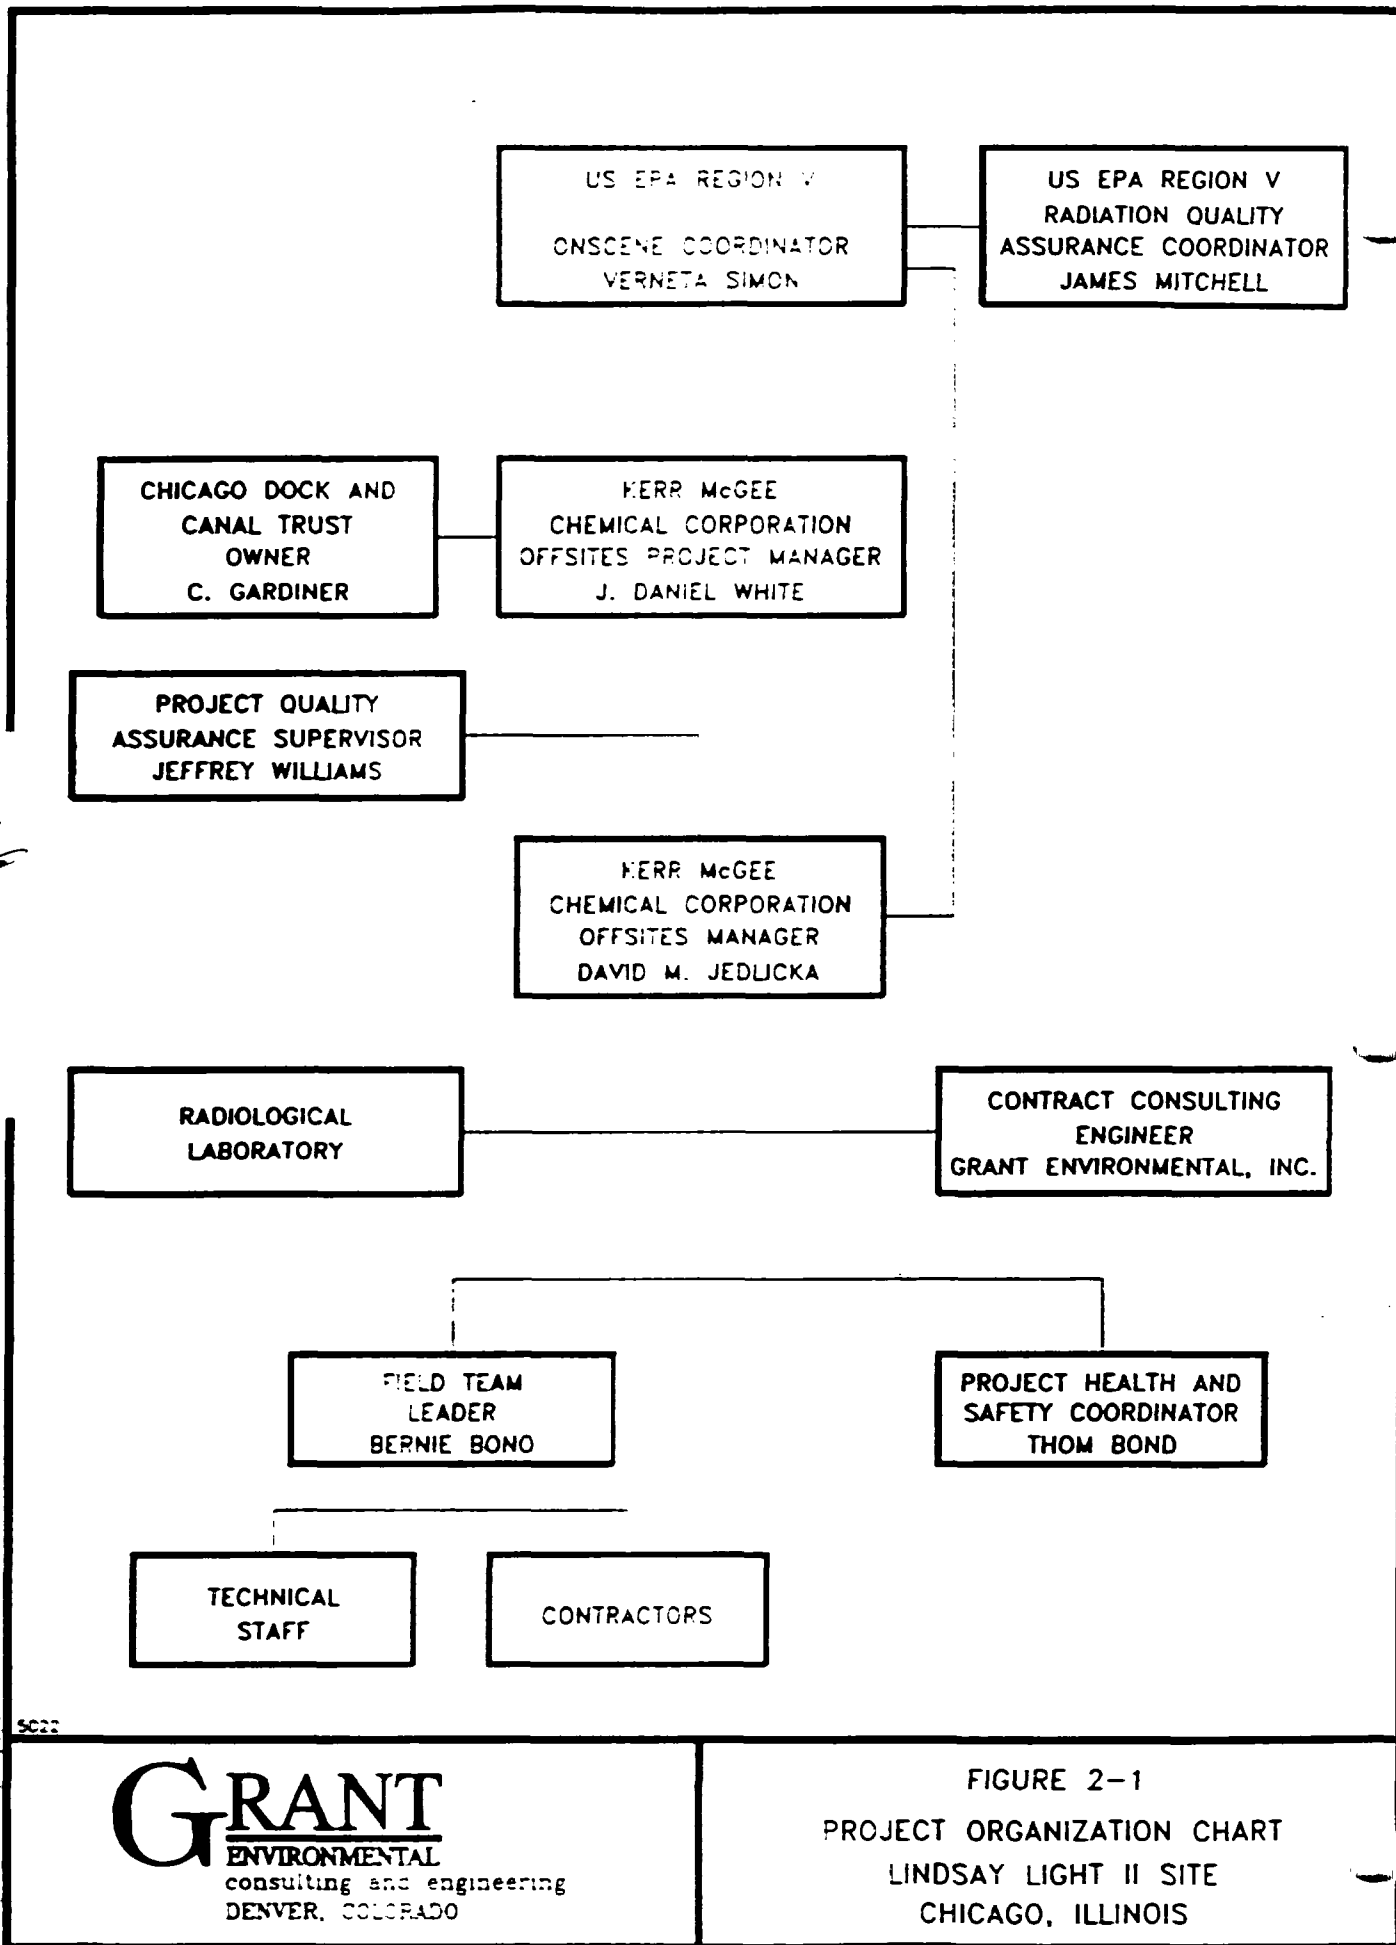 US EPA REGION V
ONSCENE COORDINATOR
VERNETA SIMON
US EPA REGION V
RADIATION QUALITY
ASSURANCE COORDINATOR
JAMES MITCHELL
CHICAGO DOCK AND
CANAL TRUST
OWNER
C. GARDINER
KERR McGEE
CHEMICAL CORPORATION
OFFSITES PROJECT MANAGER
J. DANIEL WHITE
PROJECT QUALITY
ASSURANCE SUPERVISOR
JEFFREY WILLIAMS
KERR McGEE
CHEMICAL CORPORATION
OFFSITES MANAGER
DAVID M. JEDLICKA
RADIOLOGICAL
LABORATORY
CONTRACT CONSULTING
ENGINEER
GRANT ENVIRONMENTAL, INC.
FIELD TEAM
LEADER
BERNIE BONO
PROJECT HEALTH AND
SAFETY COORDINATOR
THOM BOND
TECHNICAL
STAFF
CONTRACTORS
5C22
GRANT
ENVIRONMENTAL
consulting and engineering
DENVER, COLORADO
FIGURE 2-1
PROJECT ORGANIZATION CHART
LINDSAY LIGHT II SITE
CHICAGO, ILLINOIS